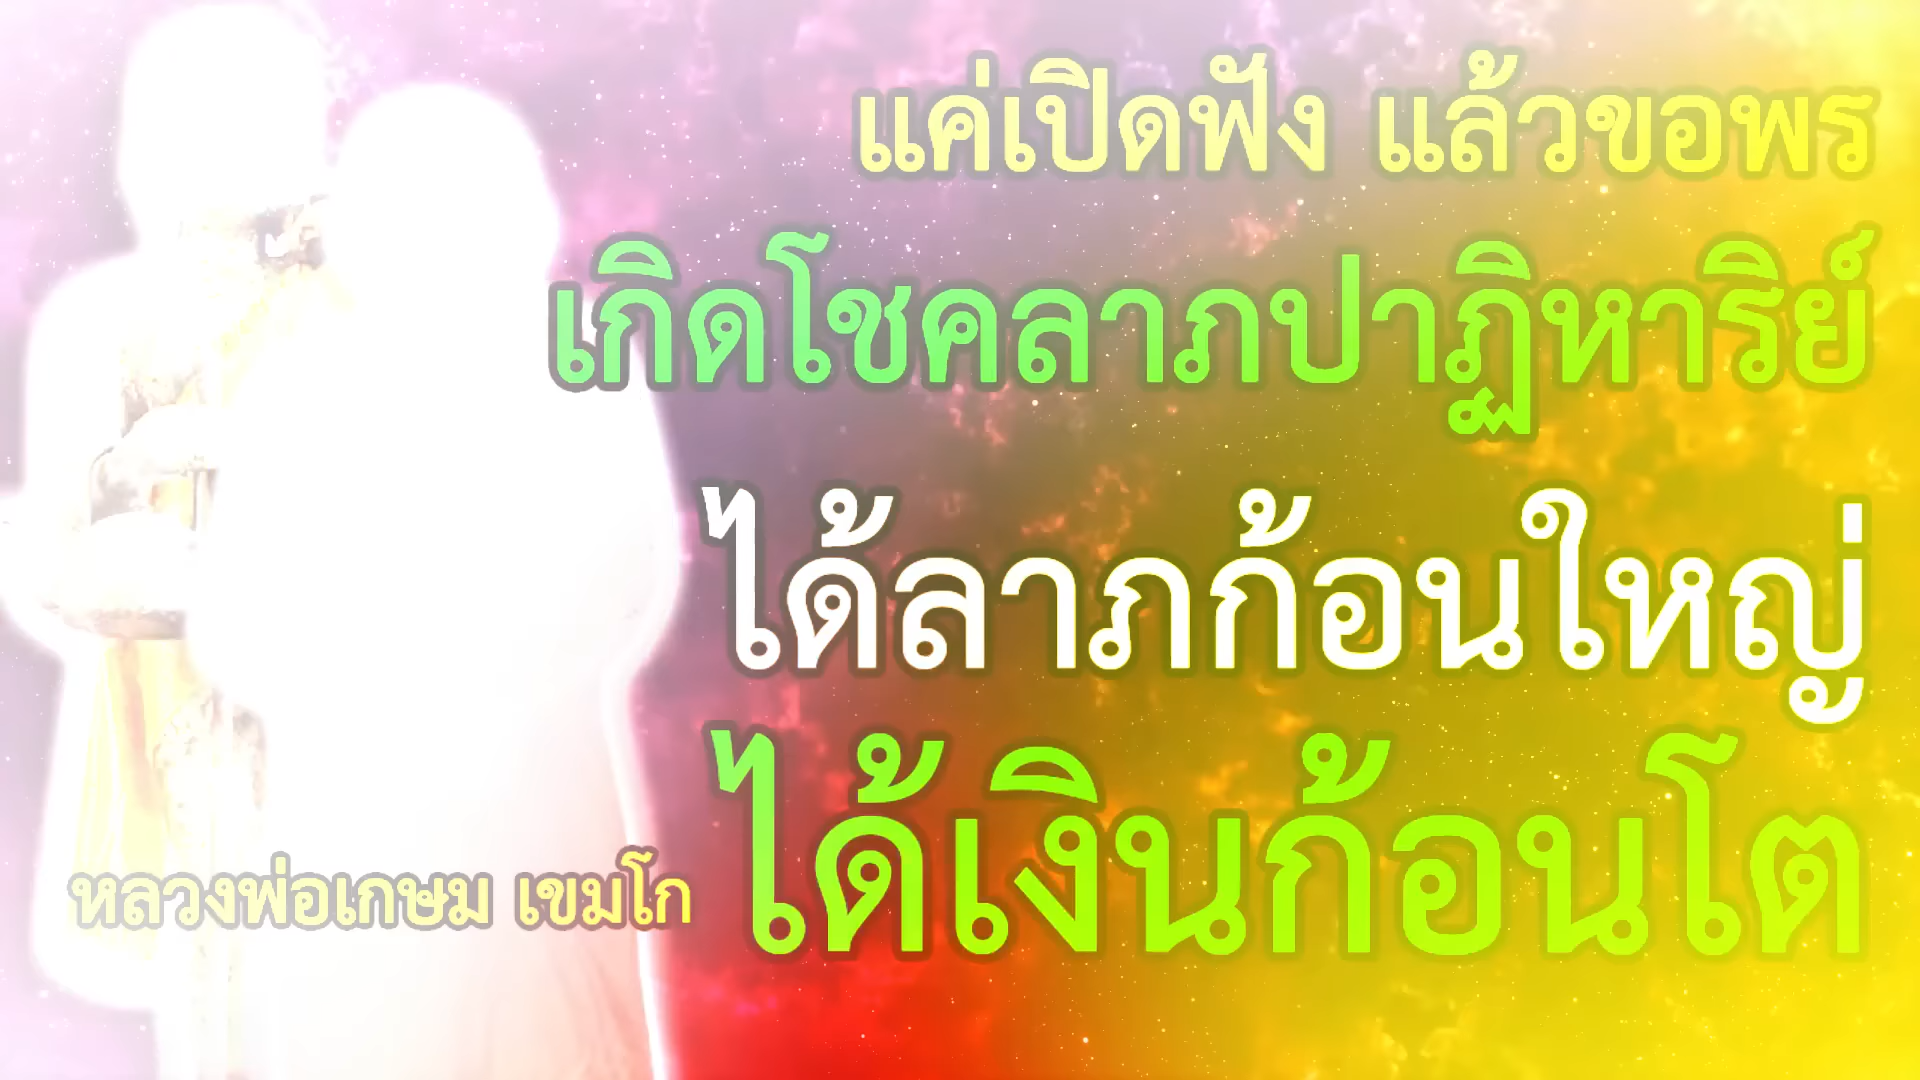 แค่เปิดฟัง แล้วขอพร
เกิดโชคลาภปาฏิหาริย์
ได้ลาภก้อนใหญ่
ได้เงินก้อนโต
หลวงพ่อเกษม เขมโก